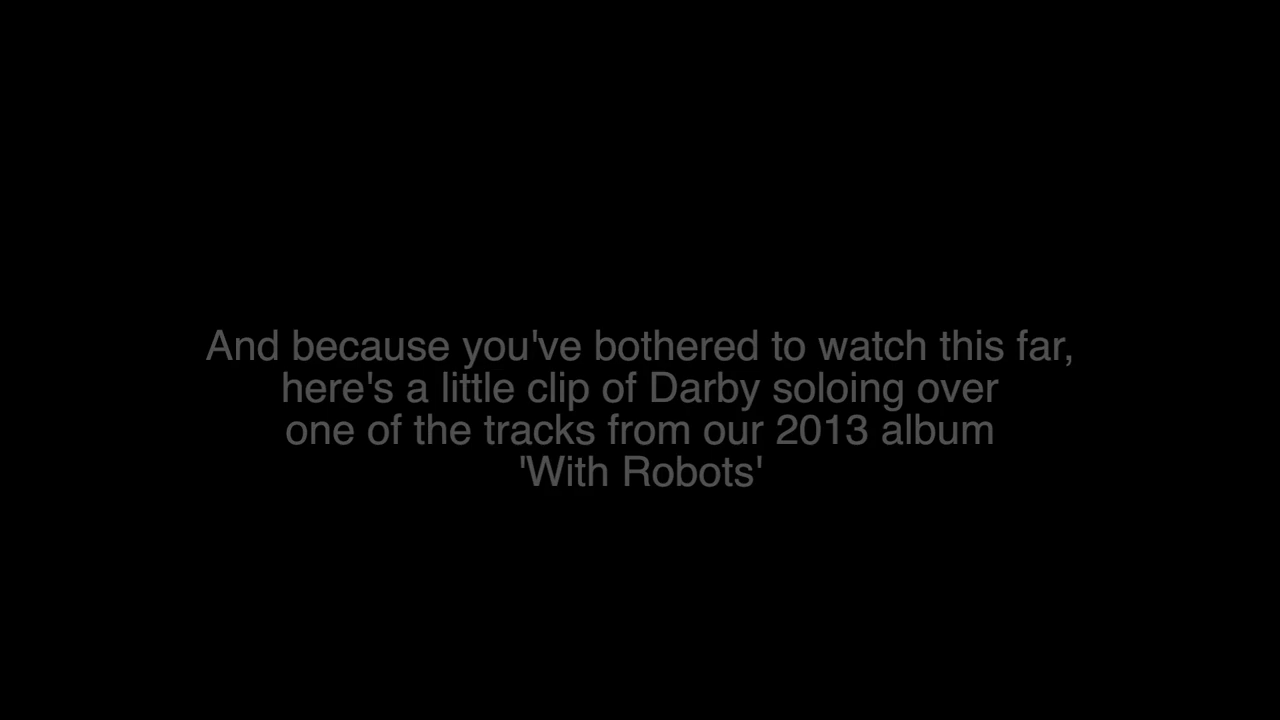 And because you've bothered to watch this far,
here's a little clip of Darby soloing over
one of the tracks from our 2013 album
'With Robots'